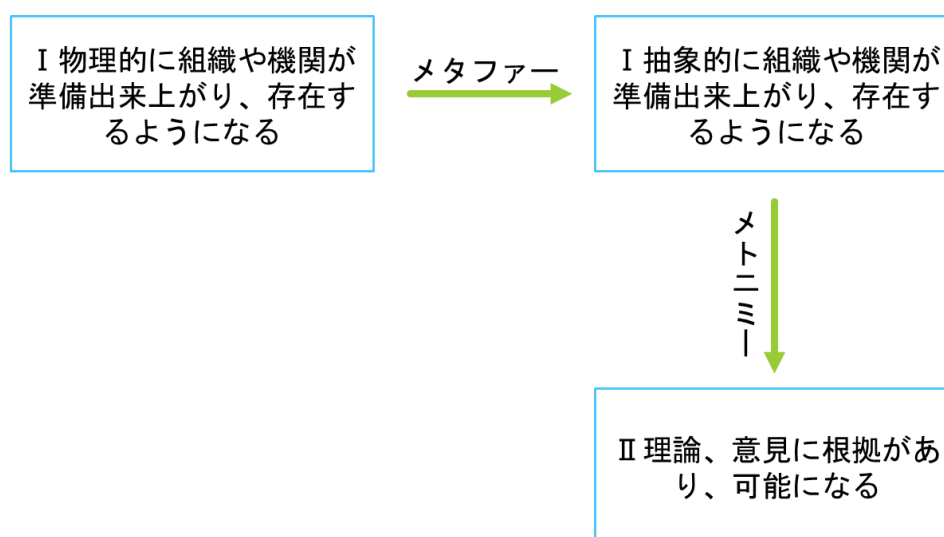 Ⅰ物理的に組織や機関が
準備出来上がり、存在す
るようになる
メタファー
Ⅰ抽象的に組織や機関が
準備出来上がり、存在す
るようになる
メトニミー
Ⅱ理論、意見に根拠があ
り、可能になる